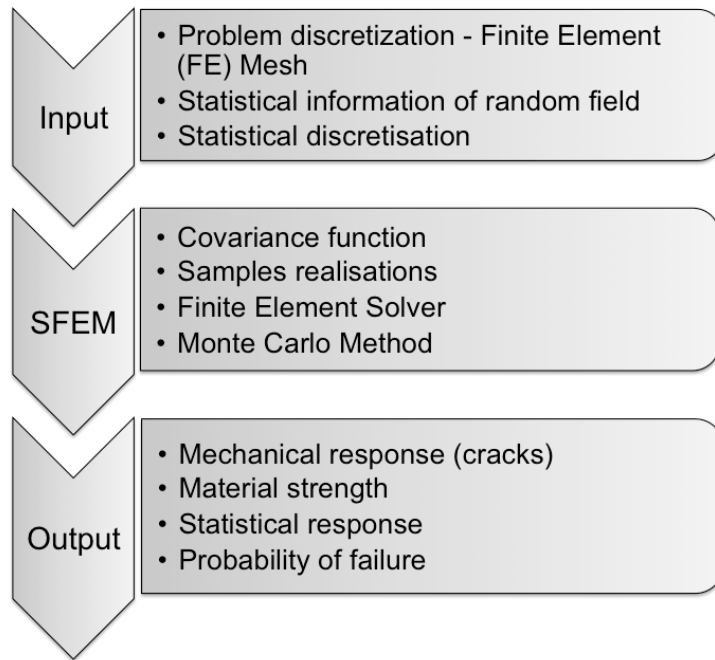 Input
• Problem discretization - Finite Element
(FE) Mesh
• Statistical information of random field
• Statistical discretisation
SFEM
• Covariance function
• Samples realisations
• Finite Element Solver
• Monte Carlo Method
Output
• Mechanical response (cracks)
• Material strength
• Statistical response
• Probability of failure